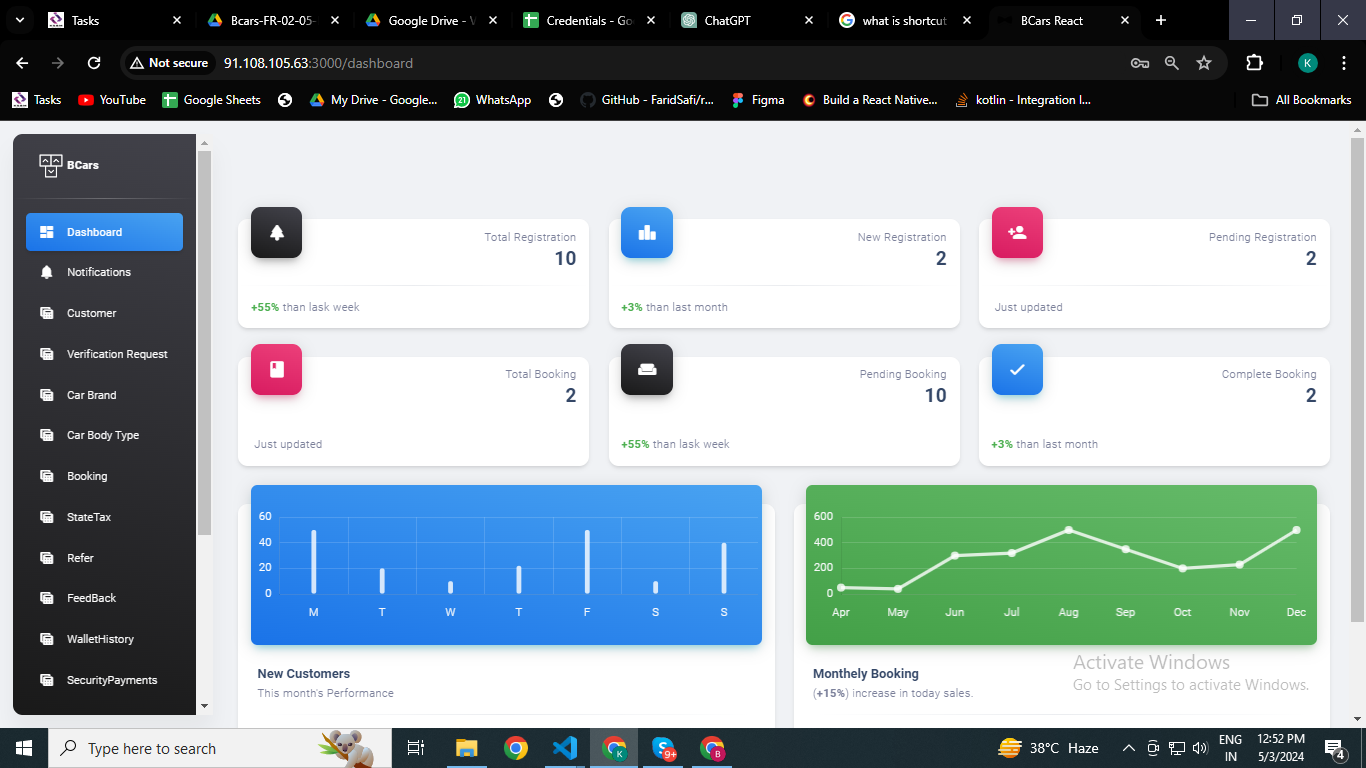 Tasks
Bcars-FR-02-05-
Google Drive -
Credentials - Go
ChatGPT
what is shortcut
BCars React
Not secure
91.108.105.63:3000/dashboard
K
Tasks
YouTube
Google Sheets
My Drive - Google...
21
WhatsApp
GitHub - FaridSafi/r...
Figma
Build a React Native...
kotlin - Integration I...
All Bookmarks
BCars
Dashboard
Notifications
Customer
Verification Request
Car Brand
Car Body Type
Booking
StateTax
Refer
FeedBack
WalletHistory
SecurityPayments
Total Registration
10
+55% than lask week
New Registration
2
+3% than last month
Pending Registration
2
Just updated
Total Booking
2
Just updated
Pending Booking
10
+55% than lask week
Complete Booking
2
+3% than last month
60
40
20
0
M T W T F S S
New Customers
This month's Performance
600
400
200
0
Apr May Jun Jul Aug Sep Oct Nov Dec
Monthely Booking
(+15%) increase in today sales.
Activate Windows
Go to Settings to activate Windows.
Type here to search
K
9+
B
38°C Haze
ENG
IN
12:52 PM
5/3/2024
4